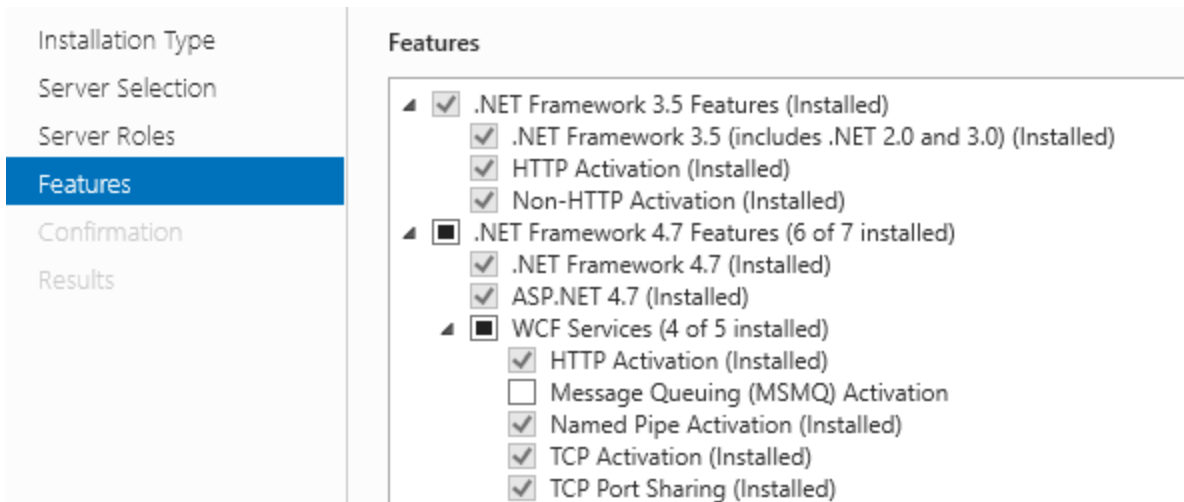 Installation Type
Server Selection
Server Roles
Features
Confirmation
Results
Features
.NET Framework 3.5 Features (Installed)
.NET Framework 3.5 (includes .NET 2.0 and 3.0) (Installed)
HTTP Activation (Installed)
Non-HTTP Activation (Installed)
.NET Framework 4.7 Features (6 of 7 installed)
.NET Framework 4.7 (Installed)
ASP.NET 4.7 (Installed)
WCF Services (4 of 5 installed)
HTTP Activation (Installed)
Message Queuing (MSMQ) Activation
Named Pipe Activation (Installed)
TCP Activation (Installed)
TCP Port Sharing (Installed)